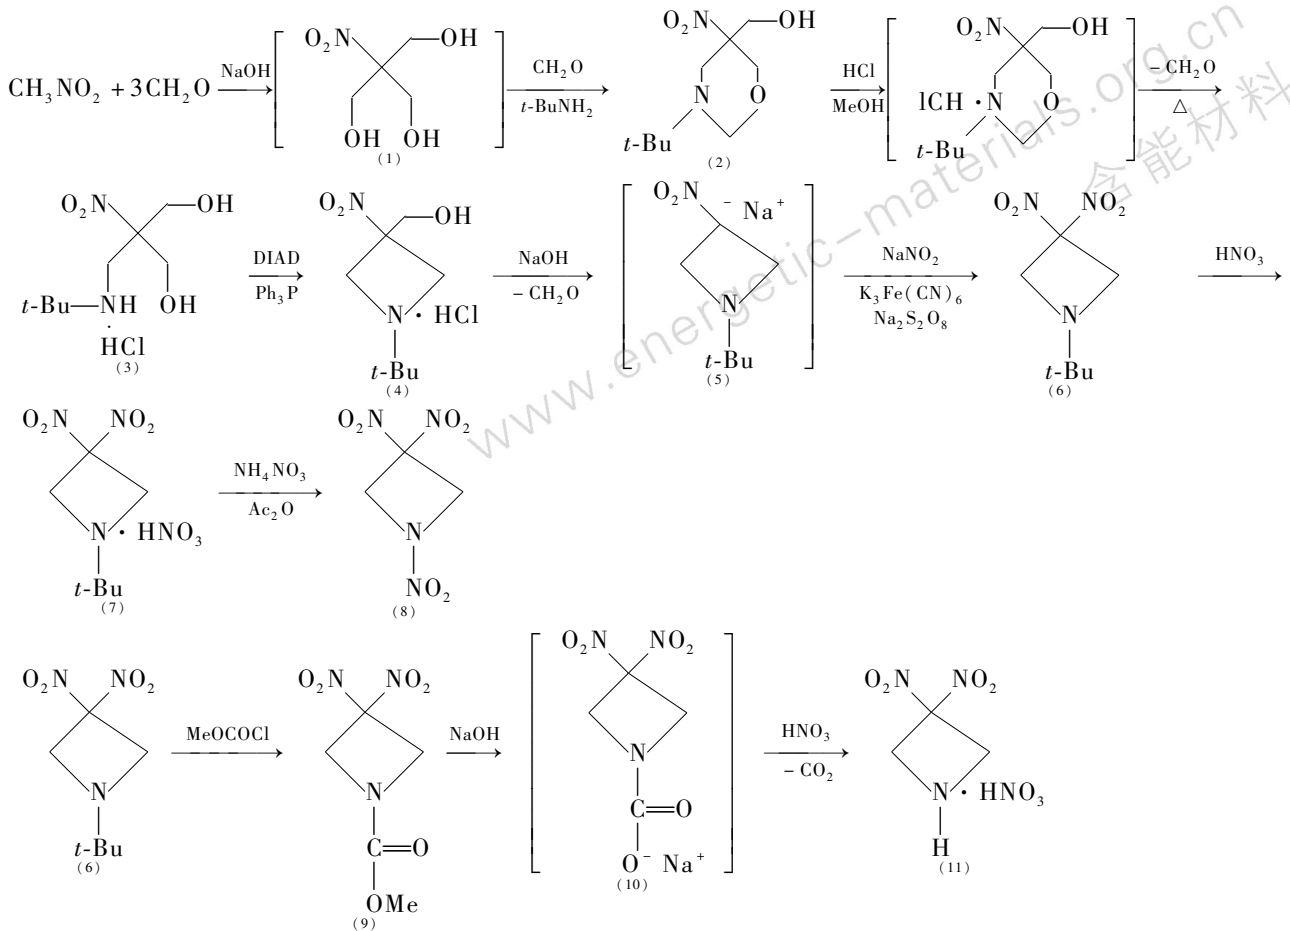 CH₃NO₂ + 3CH₂O NaOH O₂N OH OH OH (1) CH₂O t-BuNH₂ O₂N OH N O t-Bu (2) HCl MeOH O₂N OH lCH · N O t-Bu - CH₂O △
O₂N OH t-Bu NH OH · HCl (3) DIAD Ph₃P O₂N OH N · HCl t-Bu (4) NaOH - CH₂O O₂N - Na⁺ N t-Bu (5) NaNO₂ K₃Fe(CN)₆ Na₂S₂O₈ O₂N NO₂ N t-Bu (6) HNO₃
O₂N NO₂ N · HNO₃ t-Bu (7) NH₄NO₃ Ac₂O O₂N NO₂ N NO₂ (8)
O₂N NO₂ N t-Bu (6) MeOCOCl O₂N NO₂ N C=O OMe (9) NaOH O₂N NO₂ N C=O O⁻ Na⁺ (10) HNO₃ - CO₂ O₂N NO₂ N · HNO₃ H (11)
www.energetic-materials.org.cn
含能材料